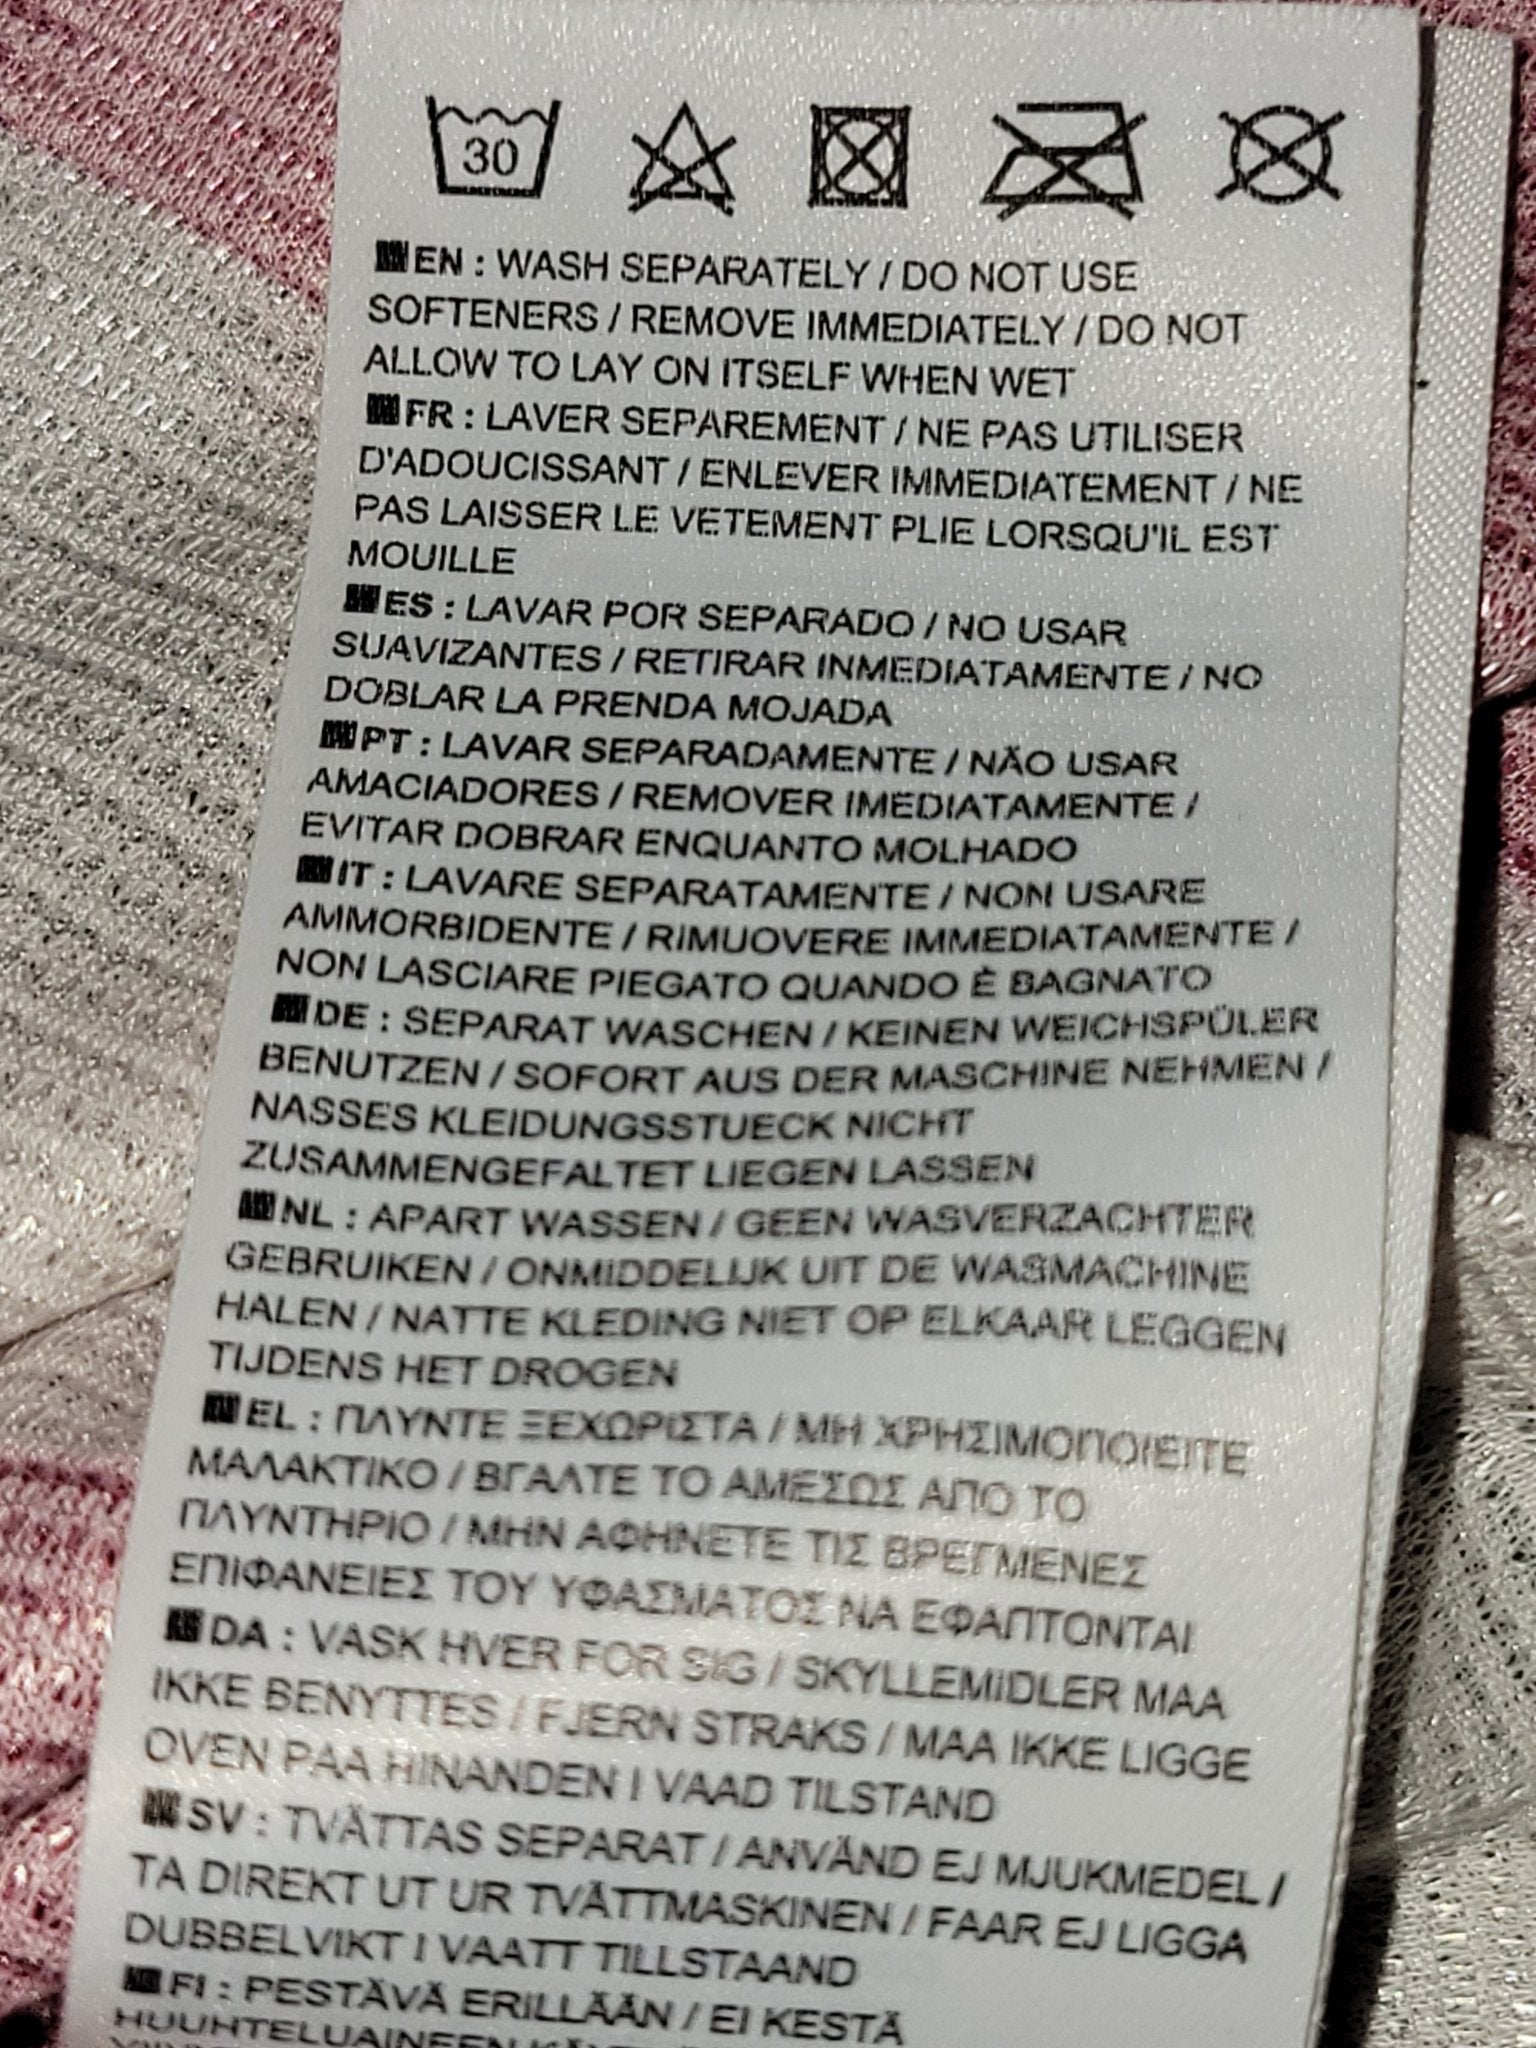 30
EN : WASH SEPARATELY / DO NOT USE
SOFTENERS / REMOVE IMMEDIATELY / DO NOT
ALLOW TO LAY ON ITSELF WHEN WET
FR : LAVER SEPAREMENT / NE PAS UTILISER
D'ADOUCISSANT / ENLEVER IMMEDIATEMENT / NE
PAS LAISSER LE VETEMENT PLIE LORSQU'IL EST
MOUILLE
ES : LAVAR POR SEPARADO / NO USAR
SUAVIZANTES / RETIRAR INMEDIATAMENTE / NO
DOBLAR LA PRENDA MOJADA
PT : LAVAR SEPARADAMENTE / NÃO USAR
AMACIADORES / REMOVER IMEDIATAMENTE /
EVITAR DOBRAR ENQUANTO MOLHADO
IT : LAVARE SEPARATAMENTE / NON USARE
AMMORBIDENTE / RIMUOVERE IMMEDIATAMENTE /
NON LASCIARE PIEGATO QUANDO È BAGNATO
DE : SEPARAT WASCHEN / KEINEN WEICHSPÜLER
BENUTZEN / SOFORT AUS DER MASCHINE NEHMEN /
NASSES KLEIDUNGSSTUECK NICHT
ZUSAMMENGEFALTET LIEGEN LASSEN
NL : APART WASSEN / GEEN WASVERZACHTER
GEBRUIKEN / ONMIDDELIJK UIT DE WASMACHINE
HALEN / NATTE KLEDING NIET OP ELKAAR LEGGEN
TIJDENS HET DROGEN
EL : ΠΛΥΝΤΕ ΞΕΧΩΡΙΣΤΑ / ΜΗ ΧΡΗΣΙΜΟΠΟΙΕΙΤΕ
ΜΑΛΑΚΤΙΚΟ / ΒΓΑΛΤΕ ΤΟ ΑΜΕΣΩΣ ΑΠΟ ΤΟ
ΠΛΥΝΤΗΡΙΟ / ΜΗΝ ΑΦΗΝΕΤΕ ΤΙΣ ΒΡΕΓΜΕΝΕΣ
ΕΠΙΦΑΝΕΙΕΣ ΤΟΥ ΥΦΑΣΜΑΤΟΣ ΝΑ ΕΦΑΠΤΟΝΤΑΙ
DA : VASK HVER FOR SIG / SKYLLEMIDLER MAA
IKKE BENYTTES / FJERN STRAKS / MAA IKKE LIGGE
OVEN PAA HINANDEN I VAAD TILSTAND
SV : TVÄTTAS SEPARAT / ANVÄND EJ MJUKMEDEL /
TA DIREKT UT UR TVÄTTMASKINEN / FAAR EJ LIGGA
DUBBELVIKT I VAATT TILLSTAAND
FI : PESTÄVÄ ERILLÄÄN / EI KESTÄ
HUUHTELUAINEEN